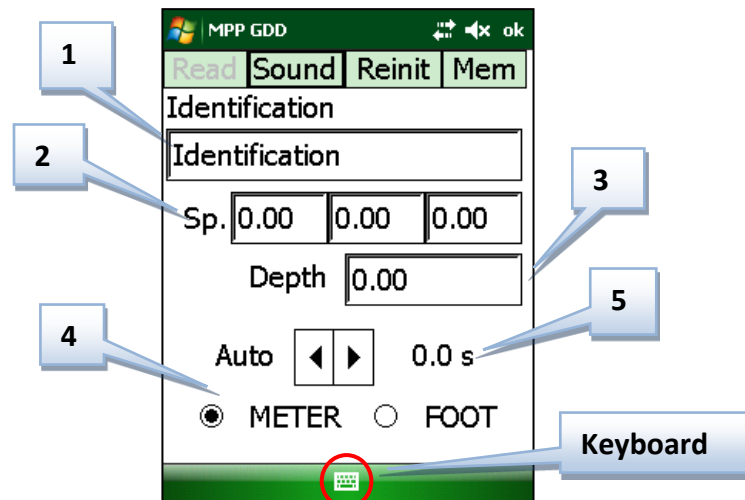 MPP GDD ok
Read Sound Reinit Mem
1
Identification
Identification
2
Sp. 0.00 0.00 0.00
3
Depth 0.00
5
4
Auto 0.0 s
METER FOOT
Keyboard